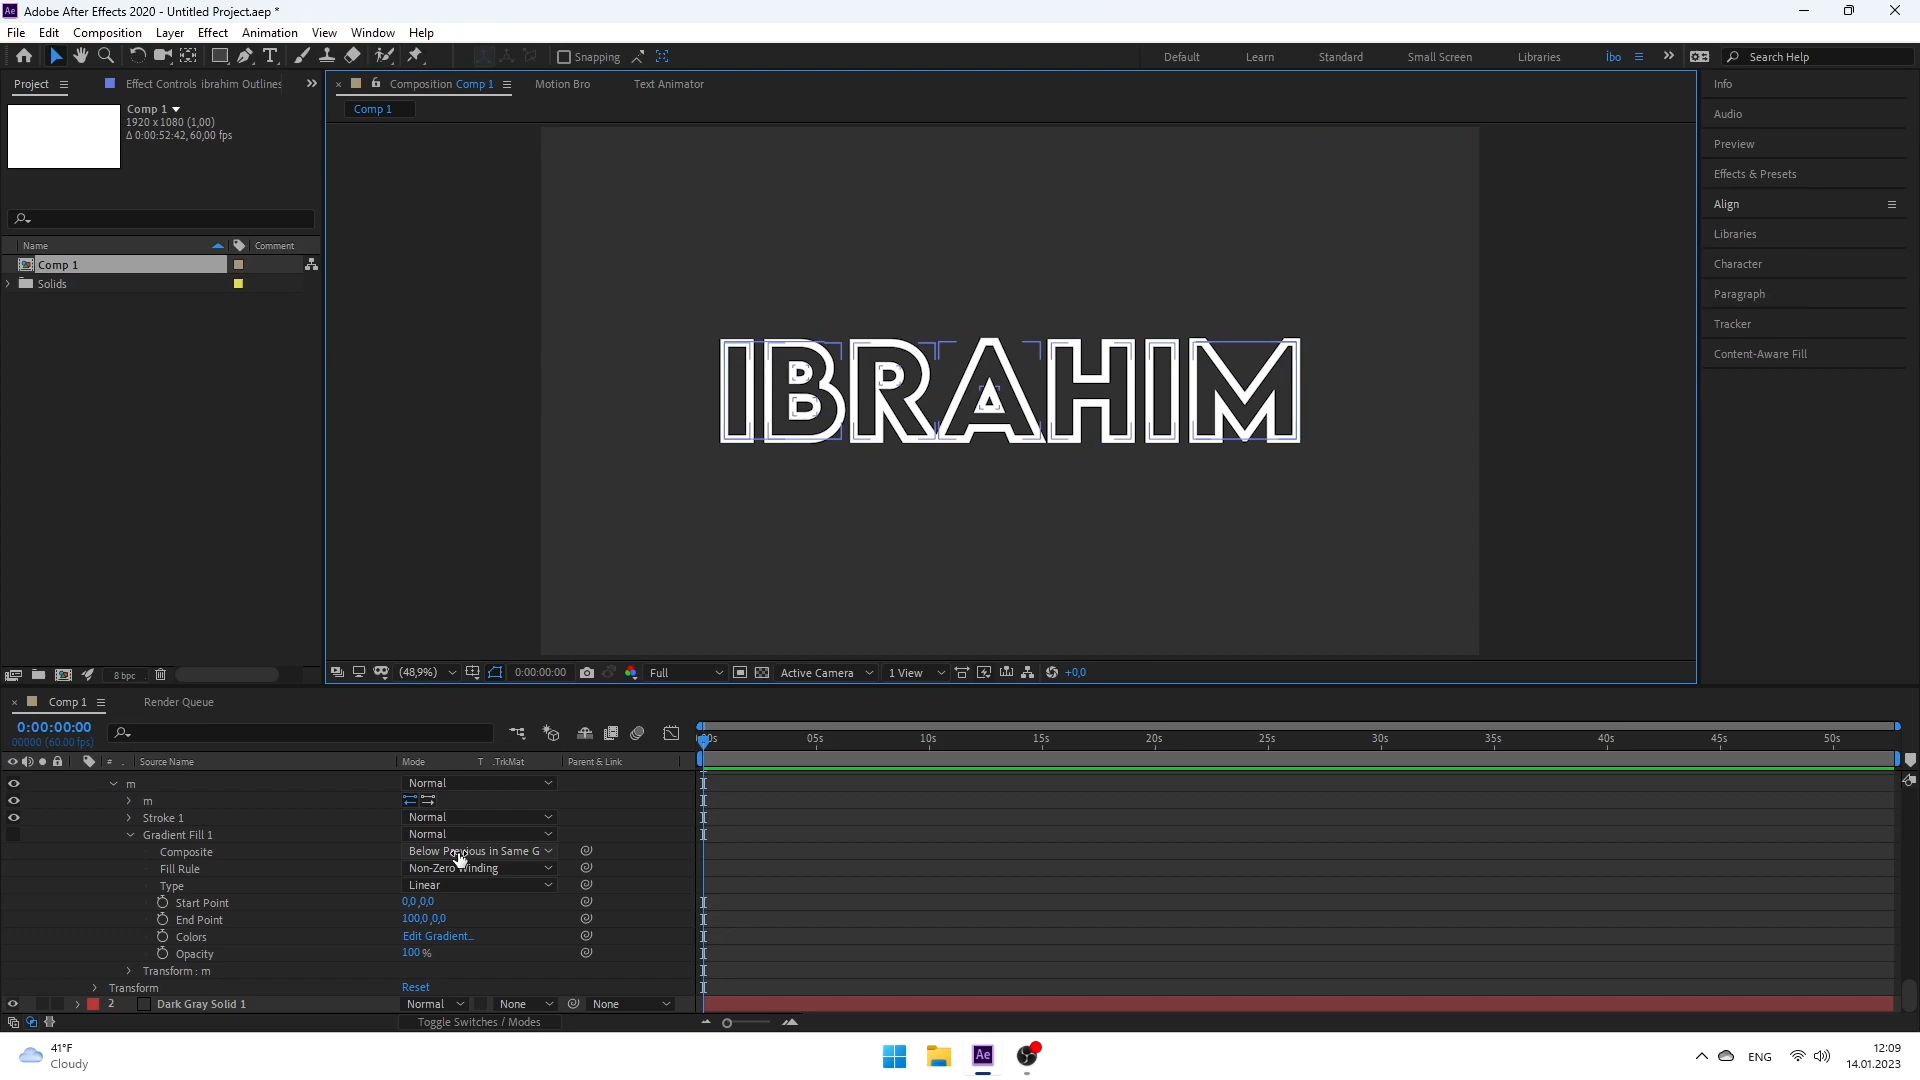 Ae Adobe After Effects 2020 - Untitled Project.aep *
File Edit Composition Layer Effect Animation View Window Help
Snapping Default Learn Standard Small Screen Libraries ibo Search Help
Project Effect Controls ibrahim Outlines
Composition Comp 1 Motion Bro Text Animator
Comp 1
1920 x 1080 (1,00)
Δ 0:00:52:42, 60,00 fps
Comp 1
Name Comment
Comp 1
Solids
IBRAHIM
Info
Audio
Preview
Effects & Presets
Align
Libraries
Character
Paragraph
Tracker
Content-Aware Fill
8 bpc
(48,9%) 0:00:00:00 Full Active Camera 1 View +0,0
Comp 1 Render Queue
0:00:00:00
00000 (60.00 fps)
05s 10s 15s 20s 25s 30s 35s 40s 45s 50s
# Source Name Mode T .TrkMat Parent & Link
m Normal
m
Stroke 1 Normal
Gradient Fill 1 Normal
Composite Below Previous in Same G
Fill Rule Non-Zero Winding
Type Linear
Start Point 0,0,0,0
End Point 100,0,0,0
Colors Edit Gradient...
Opacity 100 %
Transform : m
Transform Reset
2 Dark Gray Solid 1 Normal None None
Toggle Switches / Modes
41°F
Cloudy
Ae
ENG
12:09
14.01.2023